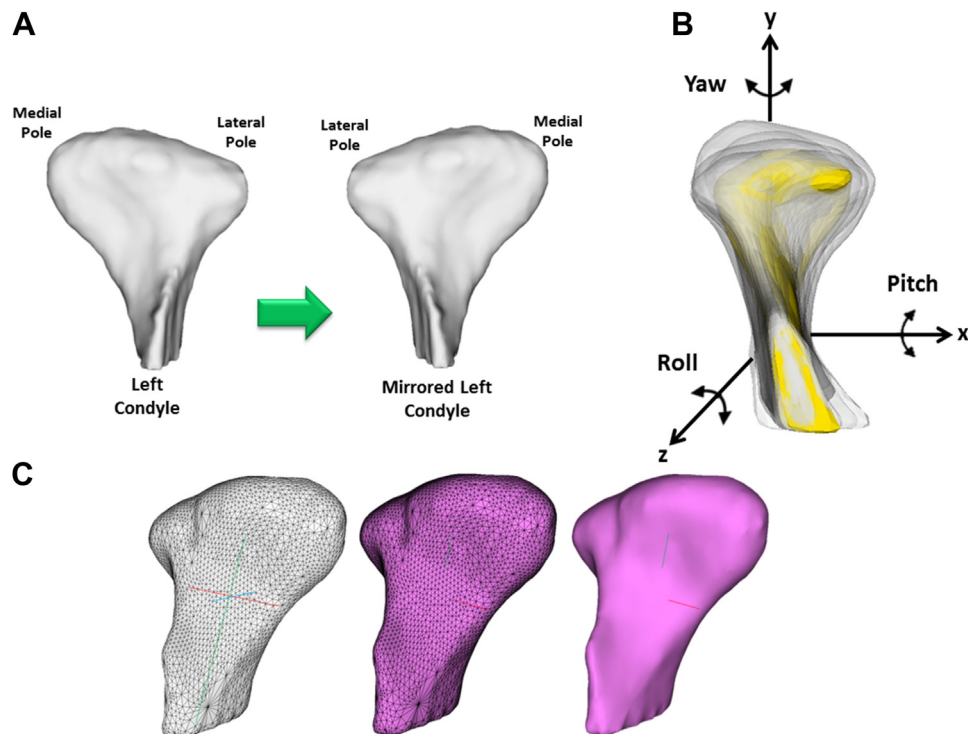 A
Medial
Pole
Lateral
Pole
Lateral
Pole
Medial
Pole
Left
Condyle
Mirrored Left
Condyle
B
y
Yaw
Pitch
x
Roll
z
C